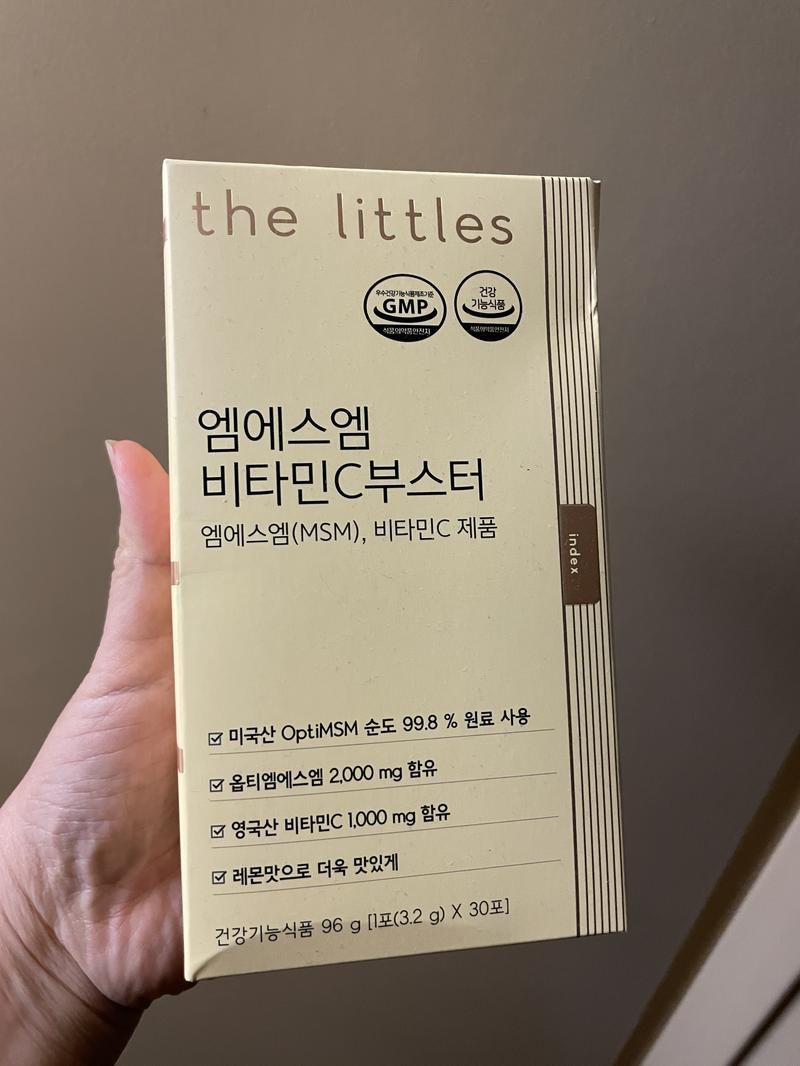 the littles
우수건강기능식품제조기준
GMP
식품의약품안전처
건강
기능식품
식품의약품안전처
엠에스엠
비타민C부스터
엠에스엠(MSM), 비타민C 제품
index
미국산 OptiMSM 순도 99.8 % 원료 사용
옵티엠에스엠 2,000 mg 함유
영국산 비타민C 1,000 mg 함유
레몬맛으로 더욱 맛있게
건강기능식품 96 g [1포(3.2 g) X 30포]